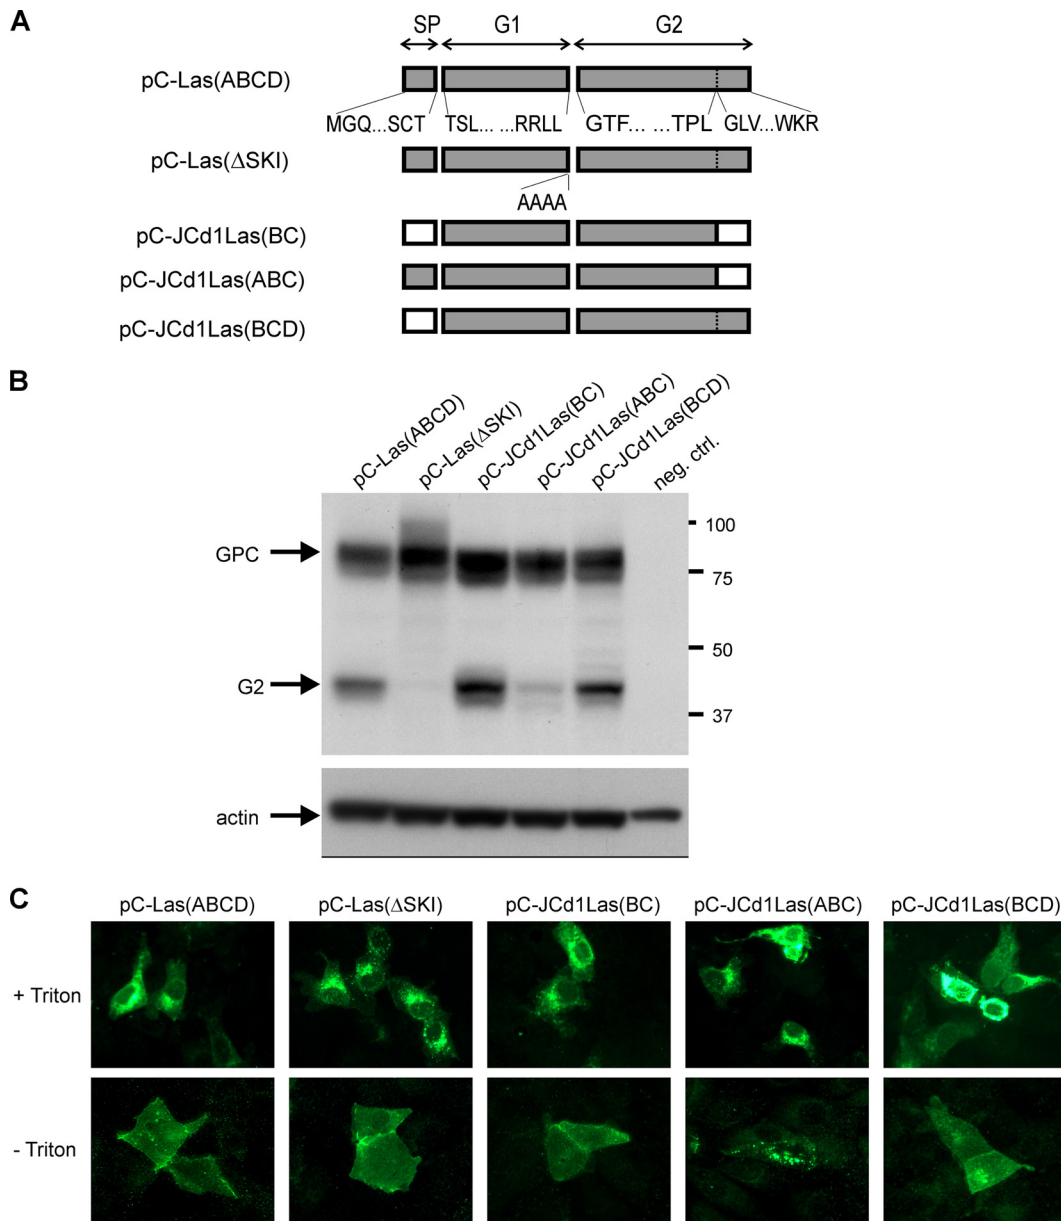 A
SP G1 G2
pC-Las(ABCD)
MGQ...SCT TSL... ...RRLL GTF... ...TPL GLV...WKR
pC-Las(ΔSKI)
AAAA
pC-JCd1Las(BC)
pC-JCd1Las(ABC)
pC-JCd1Las(BCD)
B
pC-Las(ABCD) pC-Las(ΔSKI) pC-JCd1Las(BC) pC-JCd1Las(ABC) pC-JCd1Las(BCD) neg. ctrl.
100
GPC
75
50
G2
37
actin
C
pC-Las(ABCD) pC-Las(ΔSKI) pC-JCd1Las(BC) pC-JCd1Las(ABC) pC-JCd1Las(BCD)
+ Triton
- Triton